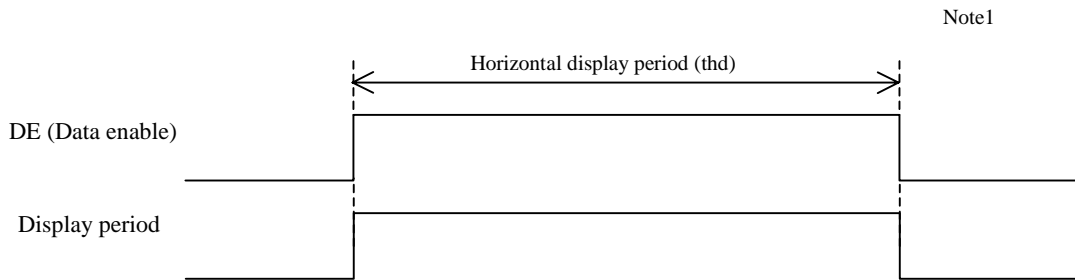 Note1
Horizontal display period (thd)
DE (Data enable)
Display period